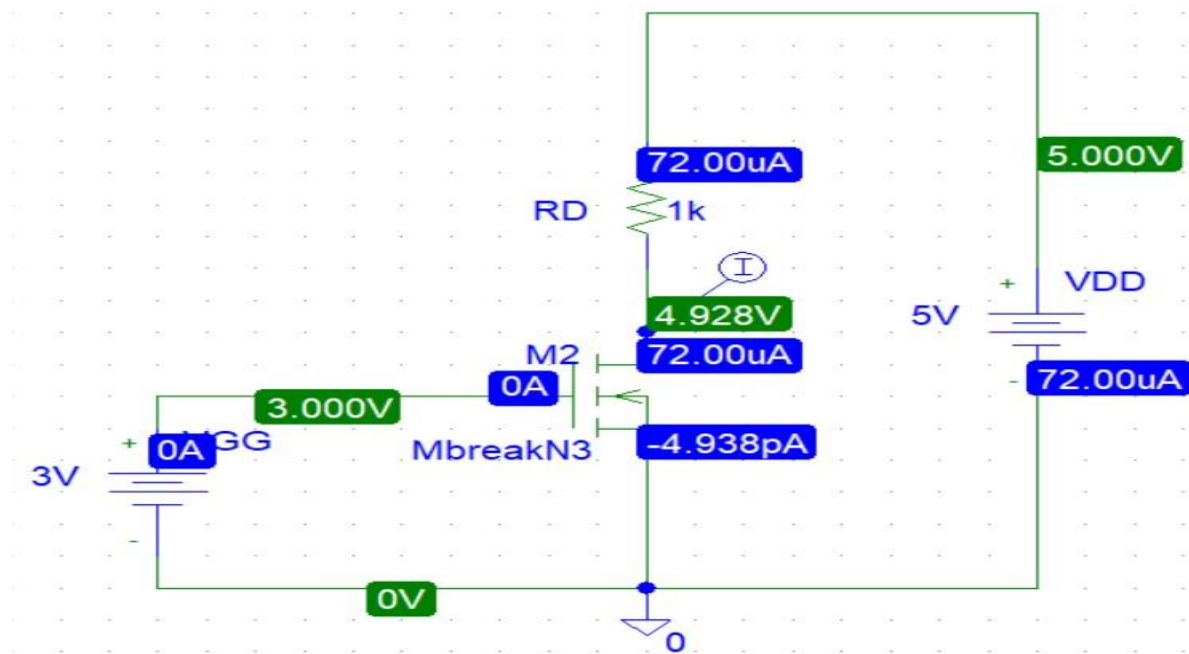 72.00uA
5.000V
RD
1k
I
+
VDD
4.928V
5V
M2
72.00uA
0A
-
72.00uA
3.000V
+
0A
VGG
MbreakN3
-4.938pA
3V
-
0V
0